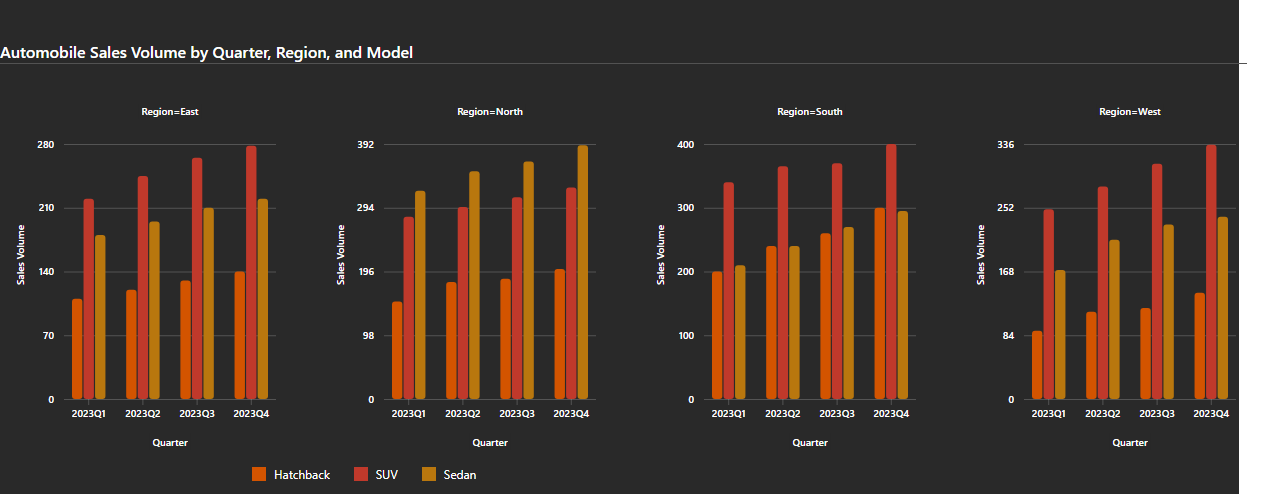 Automobile Sales Volume by Quarter, Region, and Model
Region=East
280
210
140
70
0
Sales Volume
2023Q1 2023Q2 2023Q3 2023Q4
Quarter
Region=North
392
294
196
98
0
Sales Volume
2023Q1 2023Q2 2023Q3 2023Q4
Quarter
Region=South
400
300
200
100
0
Sales Volume
2023Q1 2023Q2 2023Q3 2023Q4
Quarter
Region=West
336
252
168
84
0
Sales Volume
2023Q1 2023Q2 2023Q3 2023Q4
Quarter
Hatchback SUV Sedan